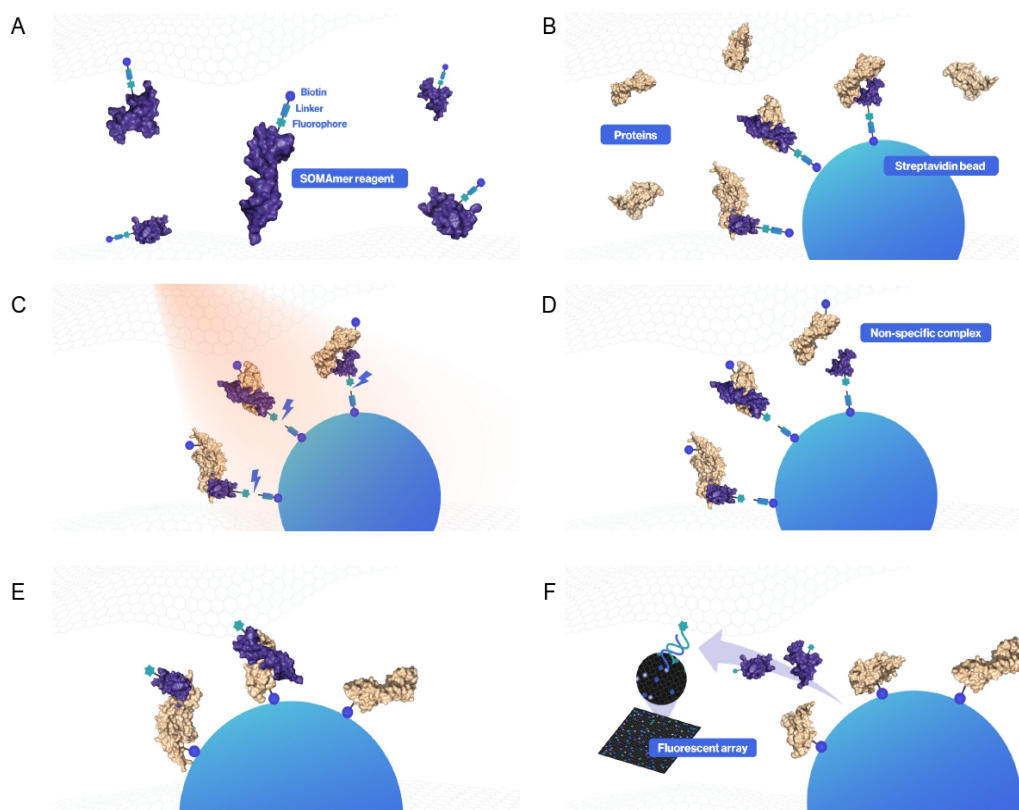 A
Biotin
Linker
Fluorophore
SOMAmer reagent
B
Proteins
Streptavidin bead
C
D
Non-specific complex
E
F
Fluorescent array